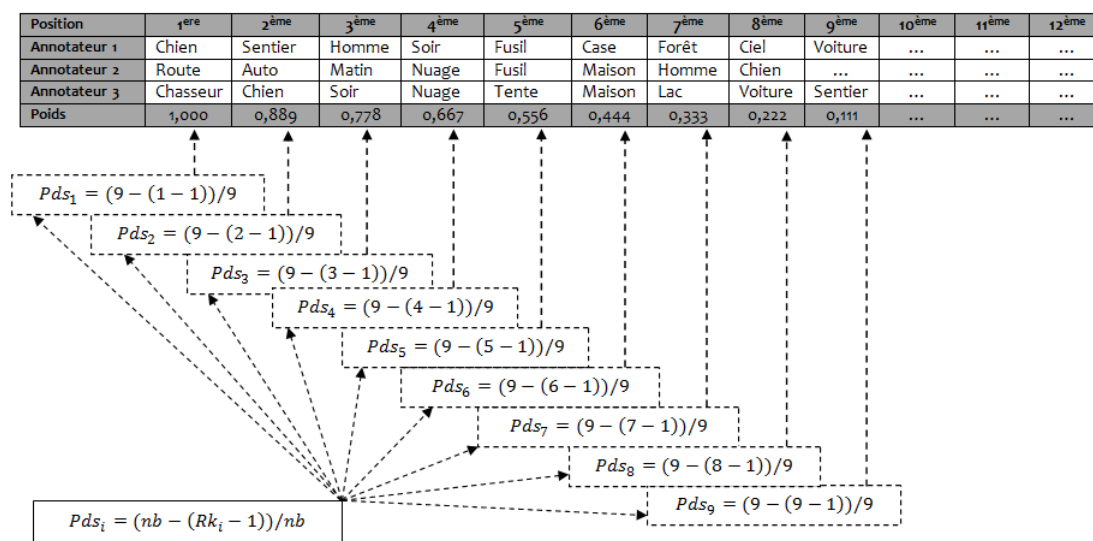 Position 1ere 2ème 3ème 4ème 5ème 6ème 7ème 8ème 9ème 10ème 11ème 12ème
Annotateur 1 Chien Sentier Homme Soir Fusil Case Forêt Ciel Voiture ... ... ...
Annotateur 2 Route Auto Matin Nuage Fusil Maison Homme Chien ... ... ... ...
Annotateur 3 Chasseur Chien Soir Nuage Tente Maison Lac Voiture Sentier ... ... ...
Poids 1,000 0,889 0,778 0,667 0,556 0,444 0,333 0,222 0,111 ... ... ...
Pds₁ = (9 − (1 − 1))/9
Pds₂ = (9 − (2 − 1))/9
Pds₃ = (9 − (3 − 1))/9
Pds₄ = (9 − (4 − 1))/9
Pds₅ = (9 − (5 − 1))/9
Pds₆ = (9 − (6 − 1))/9
Pds₇ = (9 − (7 − 1))/9
Pds₈ = (9 − (8 − 1))/9
Pds₉ = (9 − (9 − 1))/9
Pdsᵢ = (nb − (Rkᵢ − 1))/nb